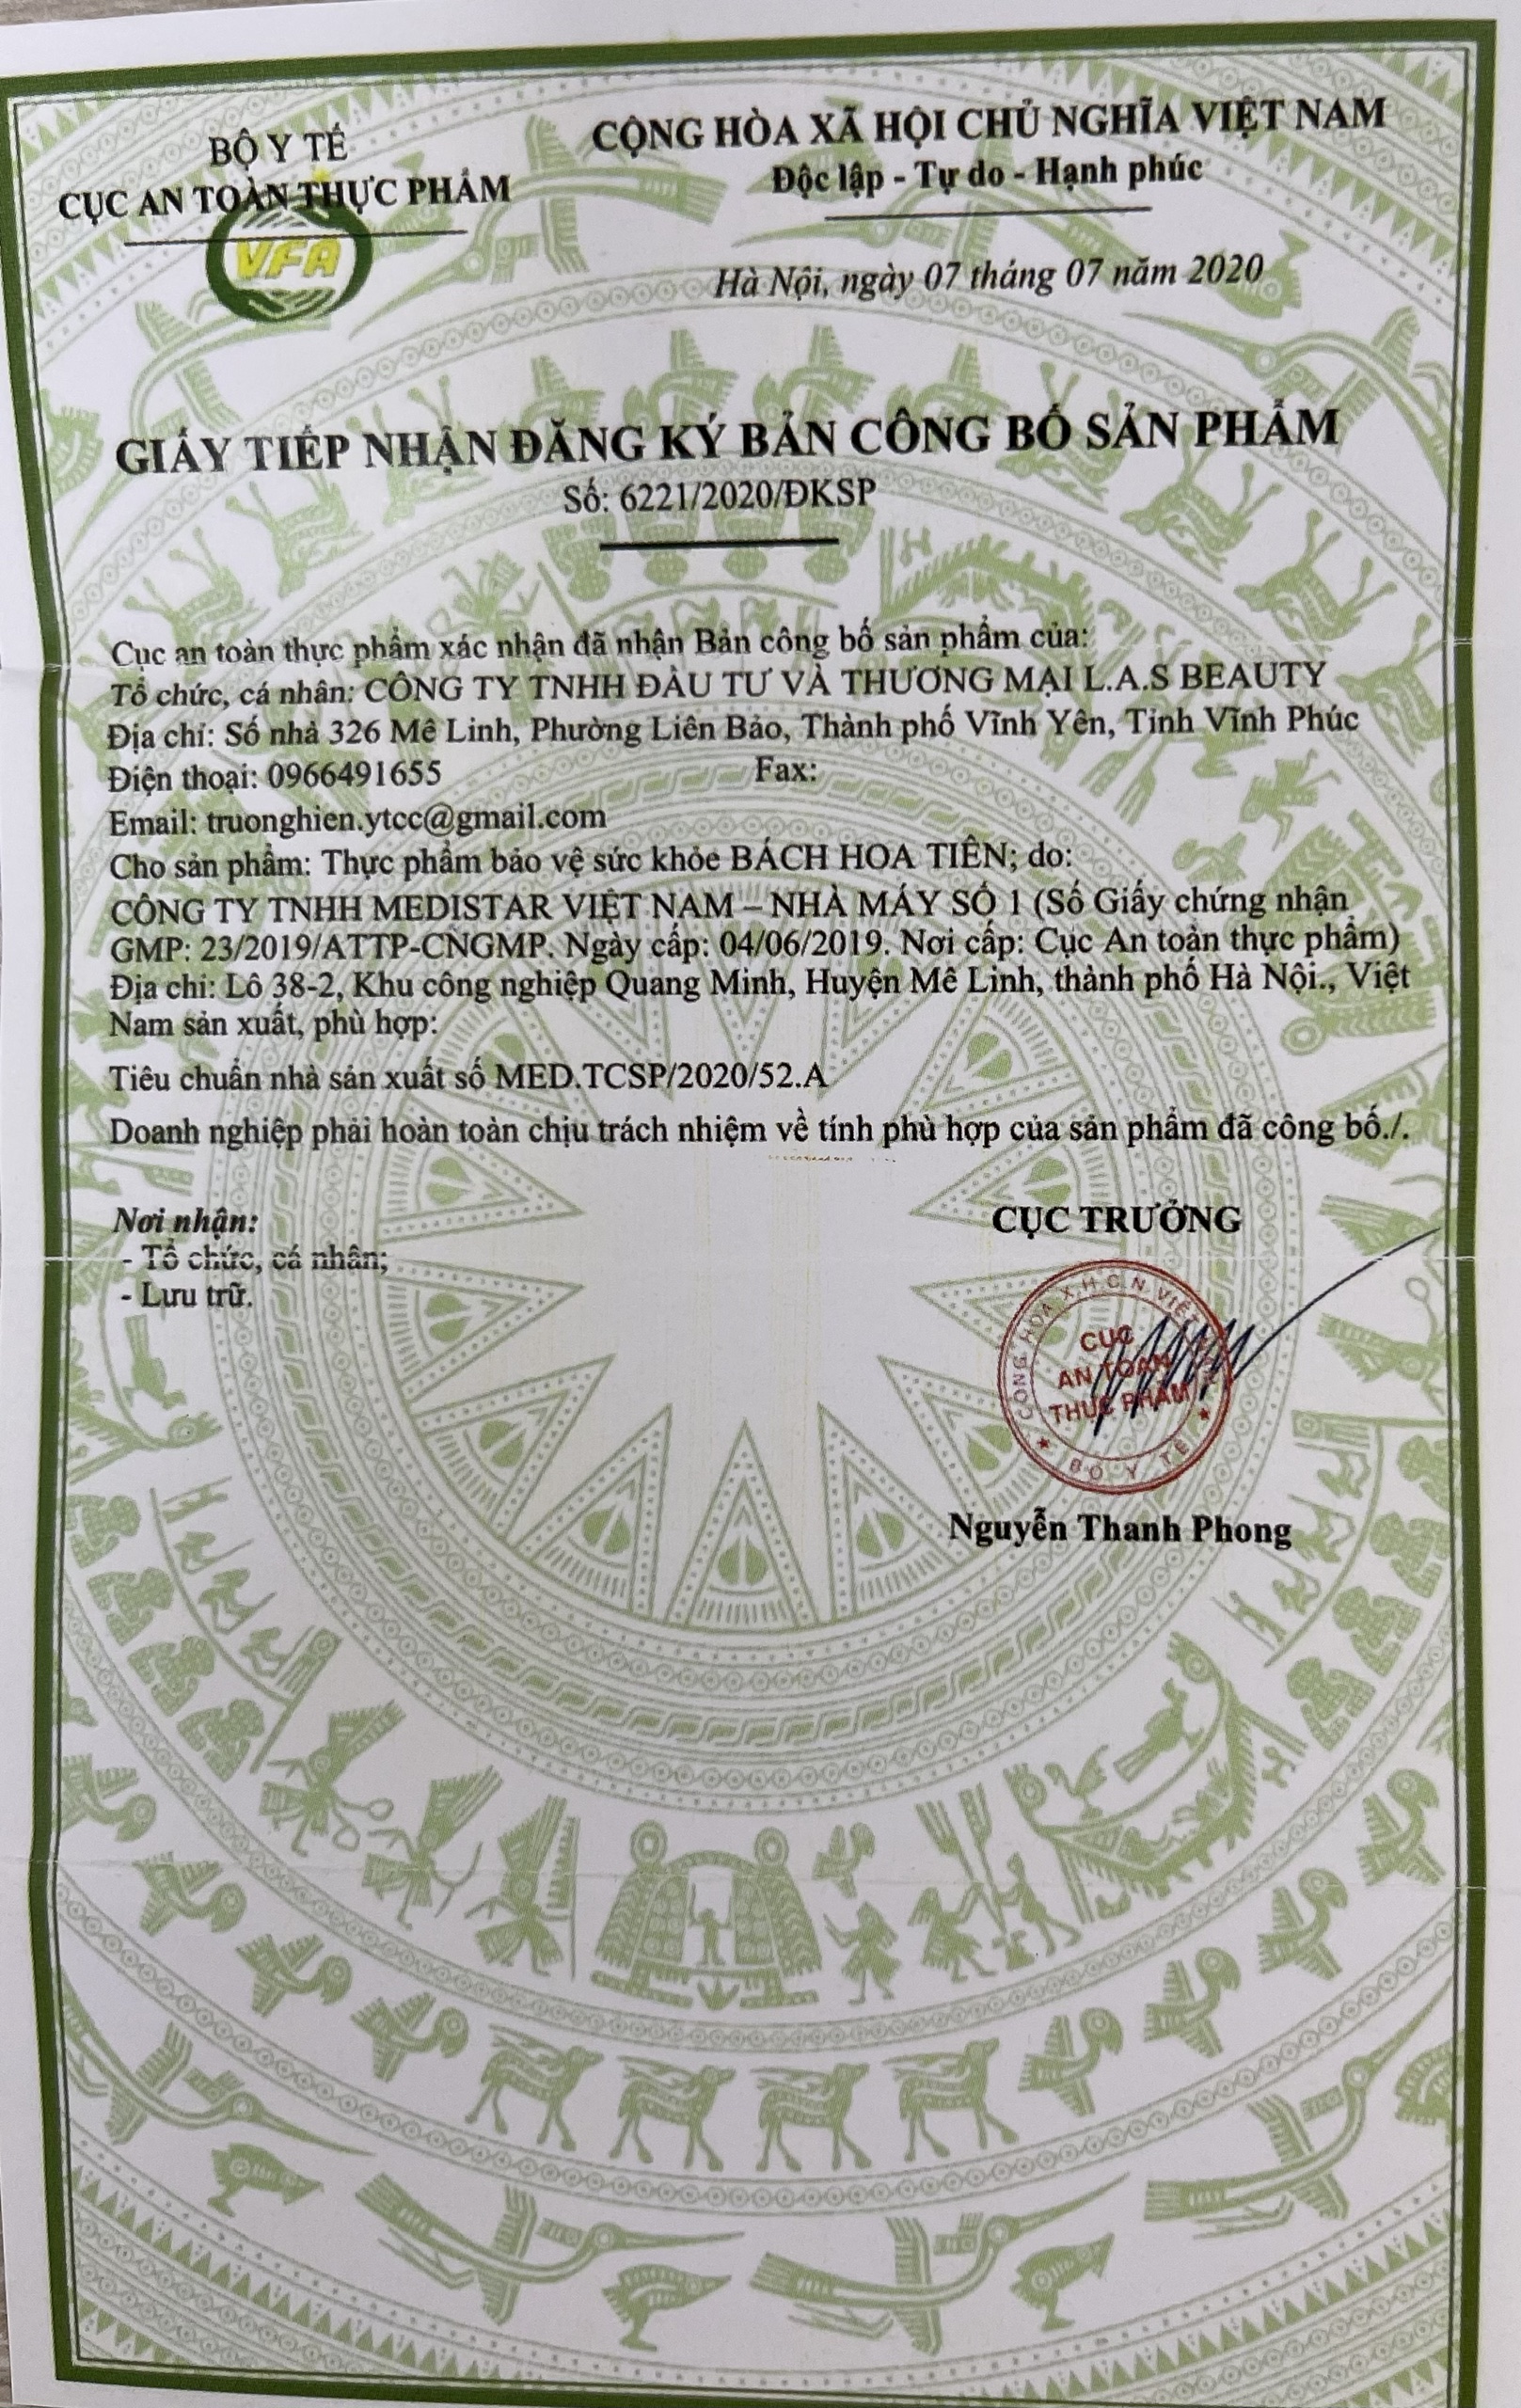 BỘ Y TẾ
CỤC AN TOÀN THỰC PHẨM
VFA
CỘNG HÒA XÃ HỘI CHỦ NGHĨA VIỆT NAM
Độc lập - Tự do - Hạnh phúc
Hà Nội, ngày 07 tháng 07 năm 2020
GIẤY TIẾP NHẬN ĐĂNG KÝ BẢN CÔNG BỐ SẢN PHẨM
Số: 6221/2020/ĐKSP
Cục an toàn thực phẩm xác nhận đã nhận Bản công bố sản phẩm của:
Tổ chức, cá nhân: CÔNG TY TNHH ĐẦU TƯ VÀ THƯƠNG MẠI L.A.S BEAUTY
Địa chỉ: Số nhà 326 Mê Linh, Phường Liên Bảo, Thành phố Vĩnh Yên, Tỉnh Vĩnh Phúc
Điện thoại: 0966491655 Fax:
Email: truonghien.ytcc@gmail.com
Cho sản phẩm: Thực phẩm bảo vệ sức khỏe BÁCH HOA TIÊN; do:
CÔNG TY TNHH MEDISTAR VIỆT NAM – NHÀ MÁY SỐ 1 (Số Giấy chứng nhận
GMP: 23/2019/ATTP-CNGMP. Ngày cấp: 04/06/2019. Nơi cấp: Cục An toàn thực phẩm)
Địa chỉ: Lô 38-2, Khu công nghiệp Quang Minh, Huyện Mê Linh, thành phố Hà Nội., Việt
Nam sản xuất, phù hợp:
Tiêu chuẩn nhà sản xuất số MED.TCSP/2020/52.A
Doanh nghiệp phải hoàn toàn chịu trách nhiệm về tính phù hợp của sản phẩm đã công bố./.
Nơi nhận:
- Tổ chức, cá nhân;
- Lưu trữ.
CỤC TRƯỞNG
CỘNG HÒA X.H.C.N VIỆT
CỤC
AN TOÀN
THỰC PHẨM
BỘ Y TẾ
Nguyễn Thanh Phong